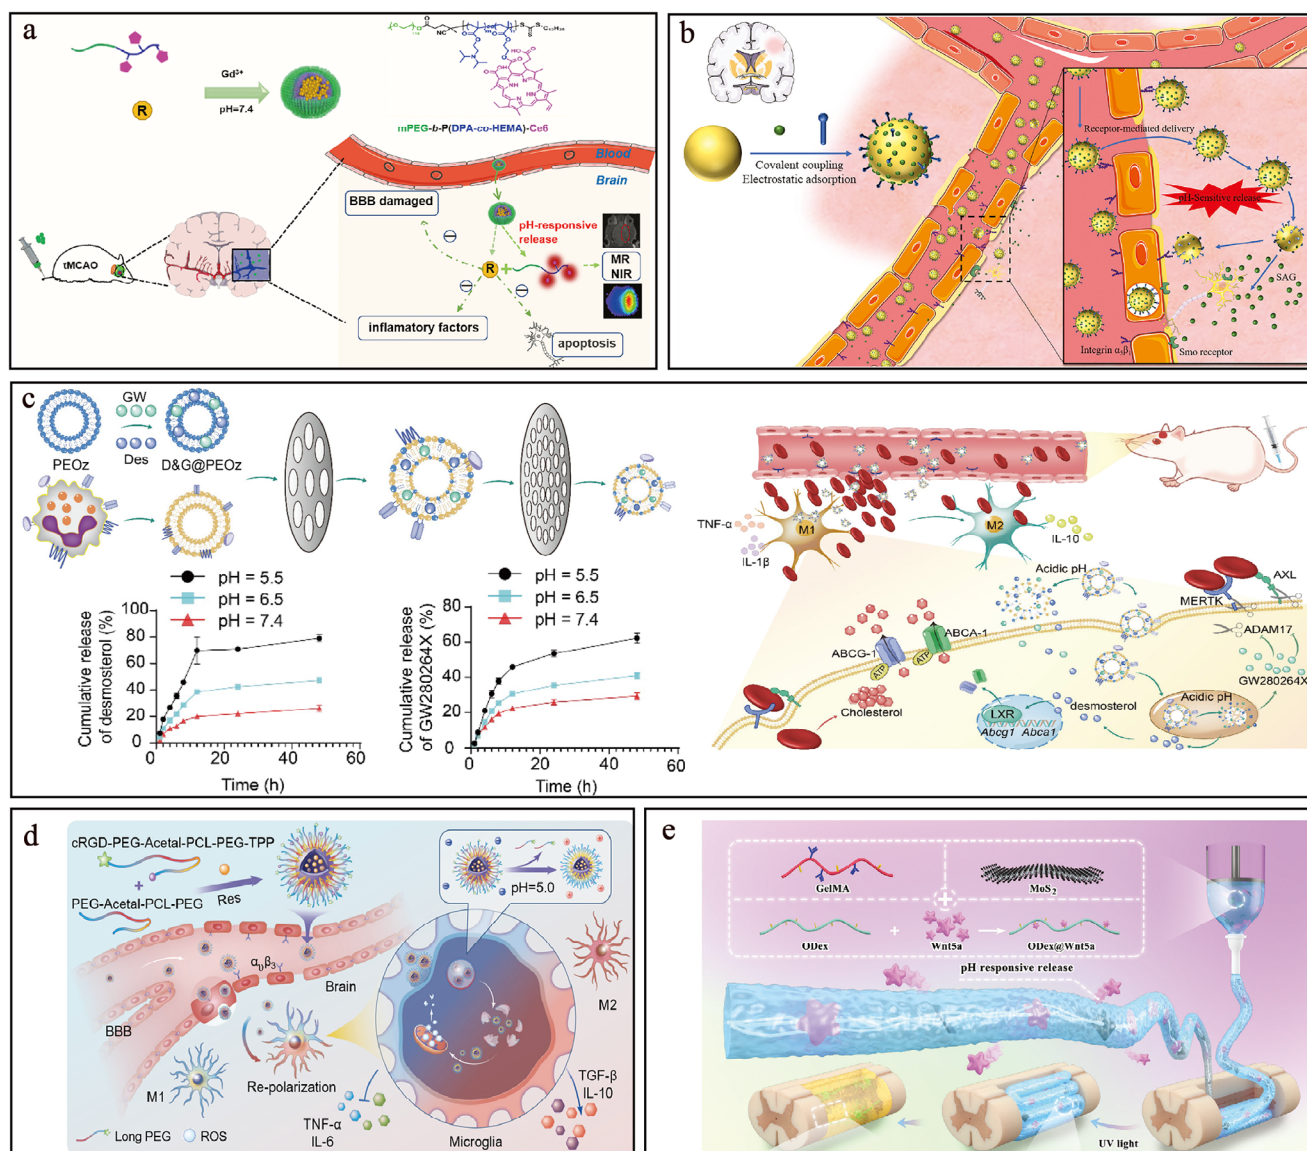 a
Gd3+
pH=7.4
R
mPEG-b-P(DPA-co-HEMA)-Ce6
Blood
Brain
BBB damaged
pH-responsive
release
MR
NIR
R
tMCAO
inflamatory factors
apoptosis
b
Covalent coupling
Electrostatic adsorption
Receptor-mediated delivery
pH-Sensitive release
SAG
Smo receptor
c
GW
Des
PEOz
D&G@PEOz
pH = 5.5
pH = 6.5
pH = 7.4
Cumulative release
of desmosterol (%)
100
80
60
40
20
0
0
20
40
60
Time (h)
pH = 5.5
pH = 6.5
pH = 7.4
Cumulative release
of GW280264X (%)
80
60
40
20
0
0
20
40
60
Time (h)
TNF-α
IL-1β
M1
M2
IL-10
Acidic pH
AXL
MERTK
ADAM17
GW280264X
ABCG-1
ABCA-1
ATP
ATP
Cholesterol
LXR
Abcg1 Abca1
desmosterol
Acidic pH
d
cRGD-PEG-Acetal-PCL-PEG-TPP
Res
PEG-Acetal-PCL-PEG
pH=5.0
αυβ3
Brain
BBB
M2
M1
Re-polarization
TNF-α
IL-6
TGF-β
IL-10
Long PEG
ROS
Microglia
e
GelMA
MoS2
ODex
+
Wnt5a
ODex@Wnt5a
pH responsive release
UV light